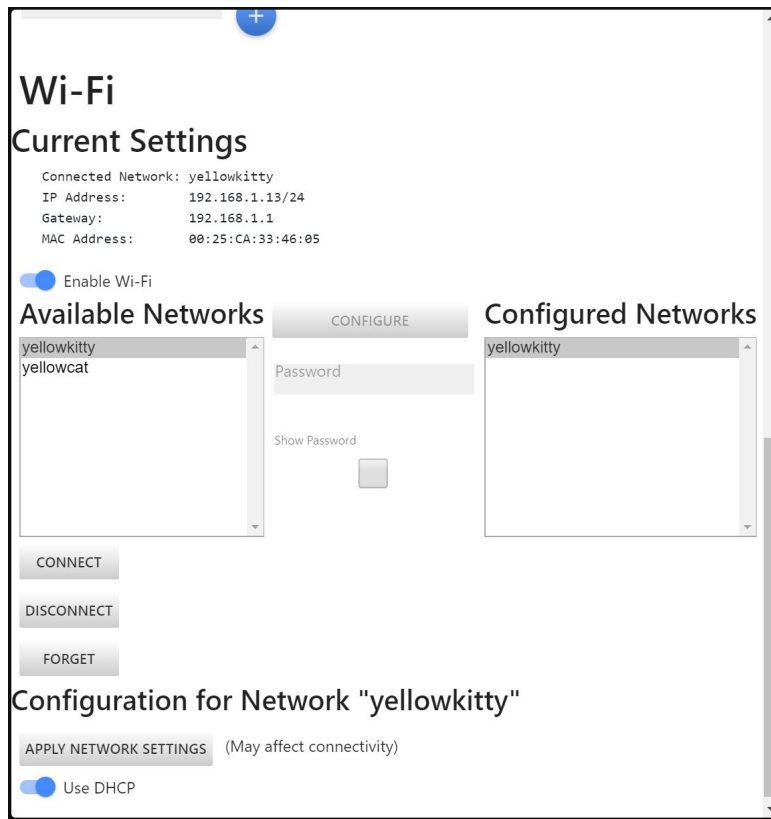 +
Wi-Fi
Current Settings
Connected Network: yellowkitty
IP Address: 192.168.1.13/24
Gateway: 192.168.1.1
MAC Address: 00:25:CA:33:46:05
Enable Wi-Fi
Available Networks
yellowkitty
yellowcat
CONFIGURE
Password
Show Password
Configured Networks
yellowkitty
CONNECT
DISCONNECT
FORGET
Configuration for Network "yellowkitty"
APPLY NETWORK SETTINGS (May affect connectivity)
Use DHCP